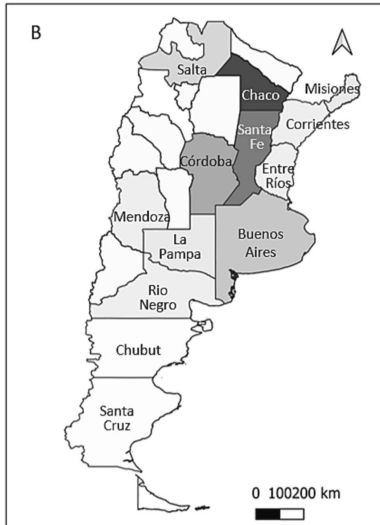 B
Salta
Chaco
Misiones
Corrientes
Santa
Fe
Córdoba
Entre
Ríos
Mendoza
La
Pampa
Buenos
Aires
Rio
Negro
Chubut
Santa
Cruz
0 100200 km